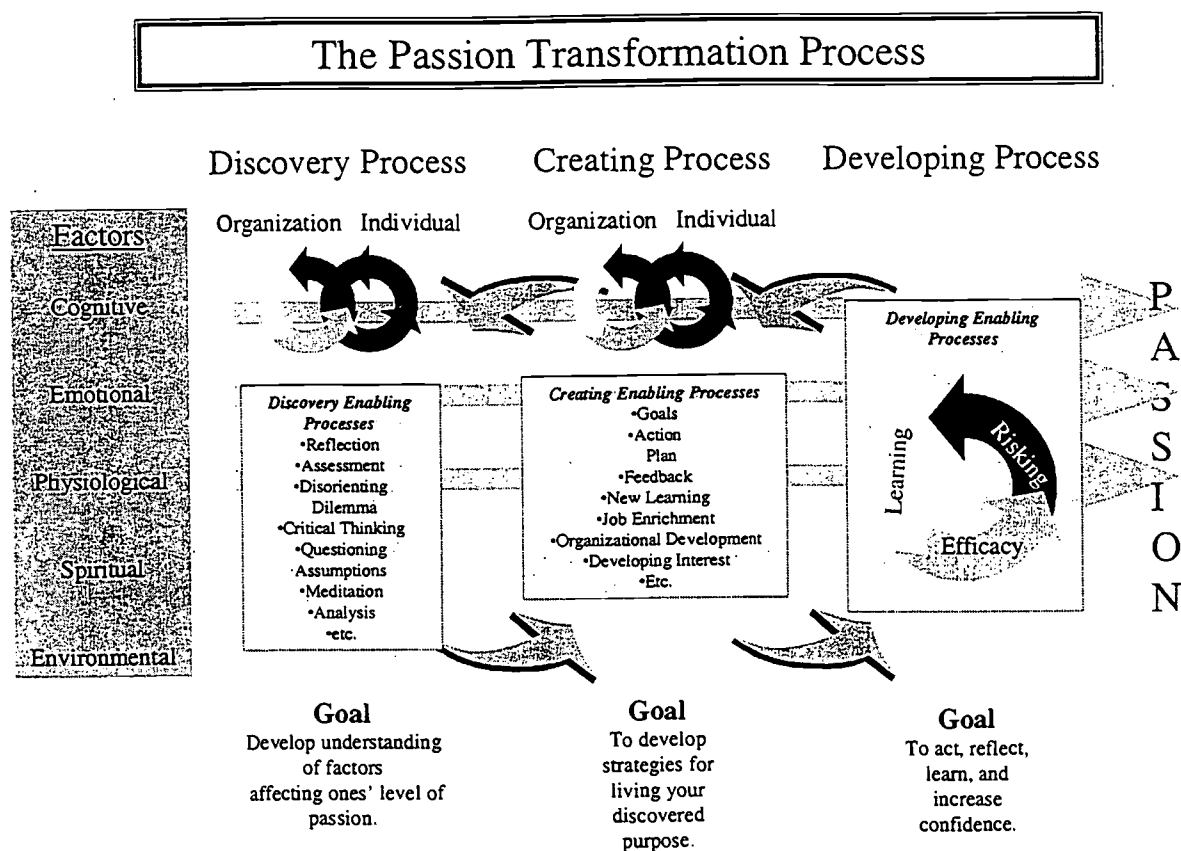 The Passion Transformation Process
Discovery Process
Creating Process
Developing Process
Factors
Cognitive
Emotional
Physiological
Spiritual
Environmental
Organization Individual
Discovery Enabling
Processes
•Reflection
•Assessment
•Disorienting
Dilemma
•Critical Thinking
•Questioning
Assumptions
•Meditation
•Analysis
•etc.
Goal
Develop understanding
of factors
affecting ones' level of
passion.
Organization Individual
Creating Enabling Processes
•Goals
•Action
Plan
•Feedback
•New Learning
•Job Enrichment
•Organizational Development
•Developing Interest
•Etc.
Goal
To develop
strategies for
living your
discovered
purpose.
Developing Enabling
Processes
Learning
Risking
Efficacy
Goal
To act, reflect,
learn, and
increase
confidence.
PASSION